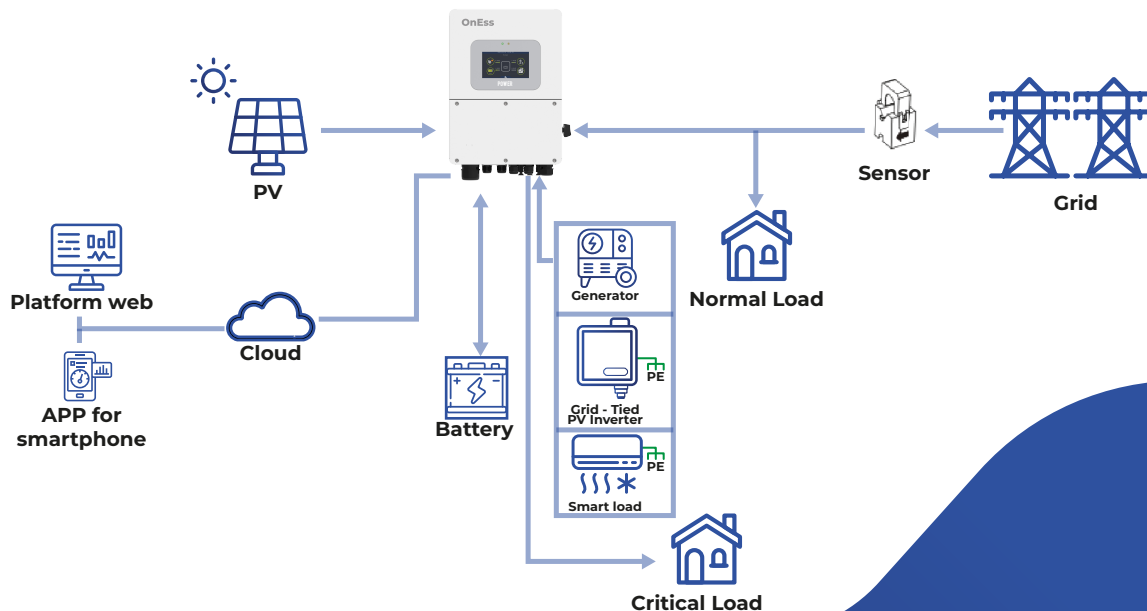 OnEss
POWER
PV
Sensor
Grid
Platform web
Cloud
APP for
smartphone
Battery
+ −
Generator
Grid - Tied
PV Inverter
PE
Smart load
PE
Normal Load
Critical Load